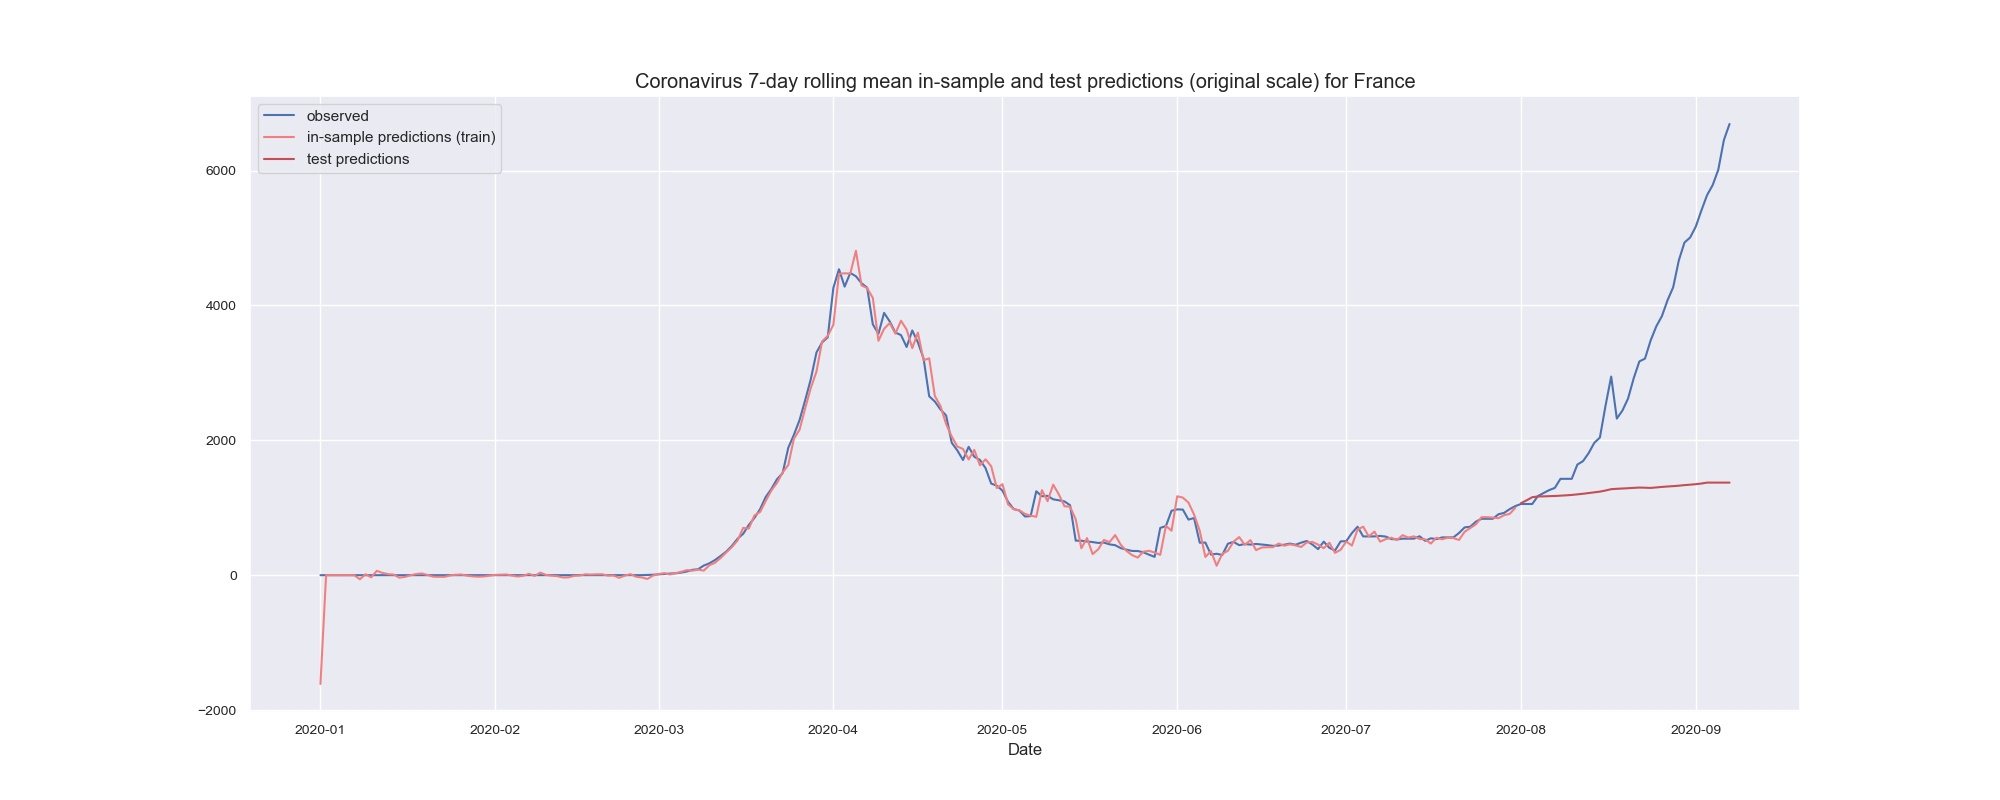 Coronavirus 7-day rolling mean in-sample and test predictions (original scale) for France
observed
in-sample predictions (train)
test predictions
6000
4000
2000
0
−2000
2020-01 2020-02 2020-03 2020-04 2020-05 2020-06 2020-07 2020-08 2020-09
Date